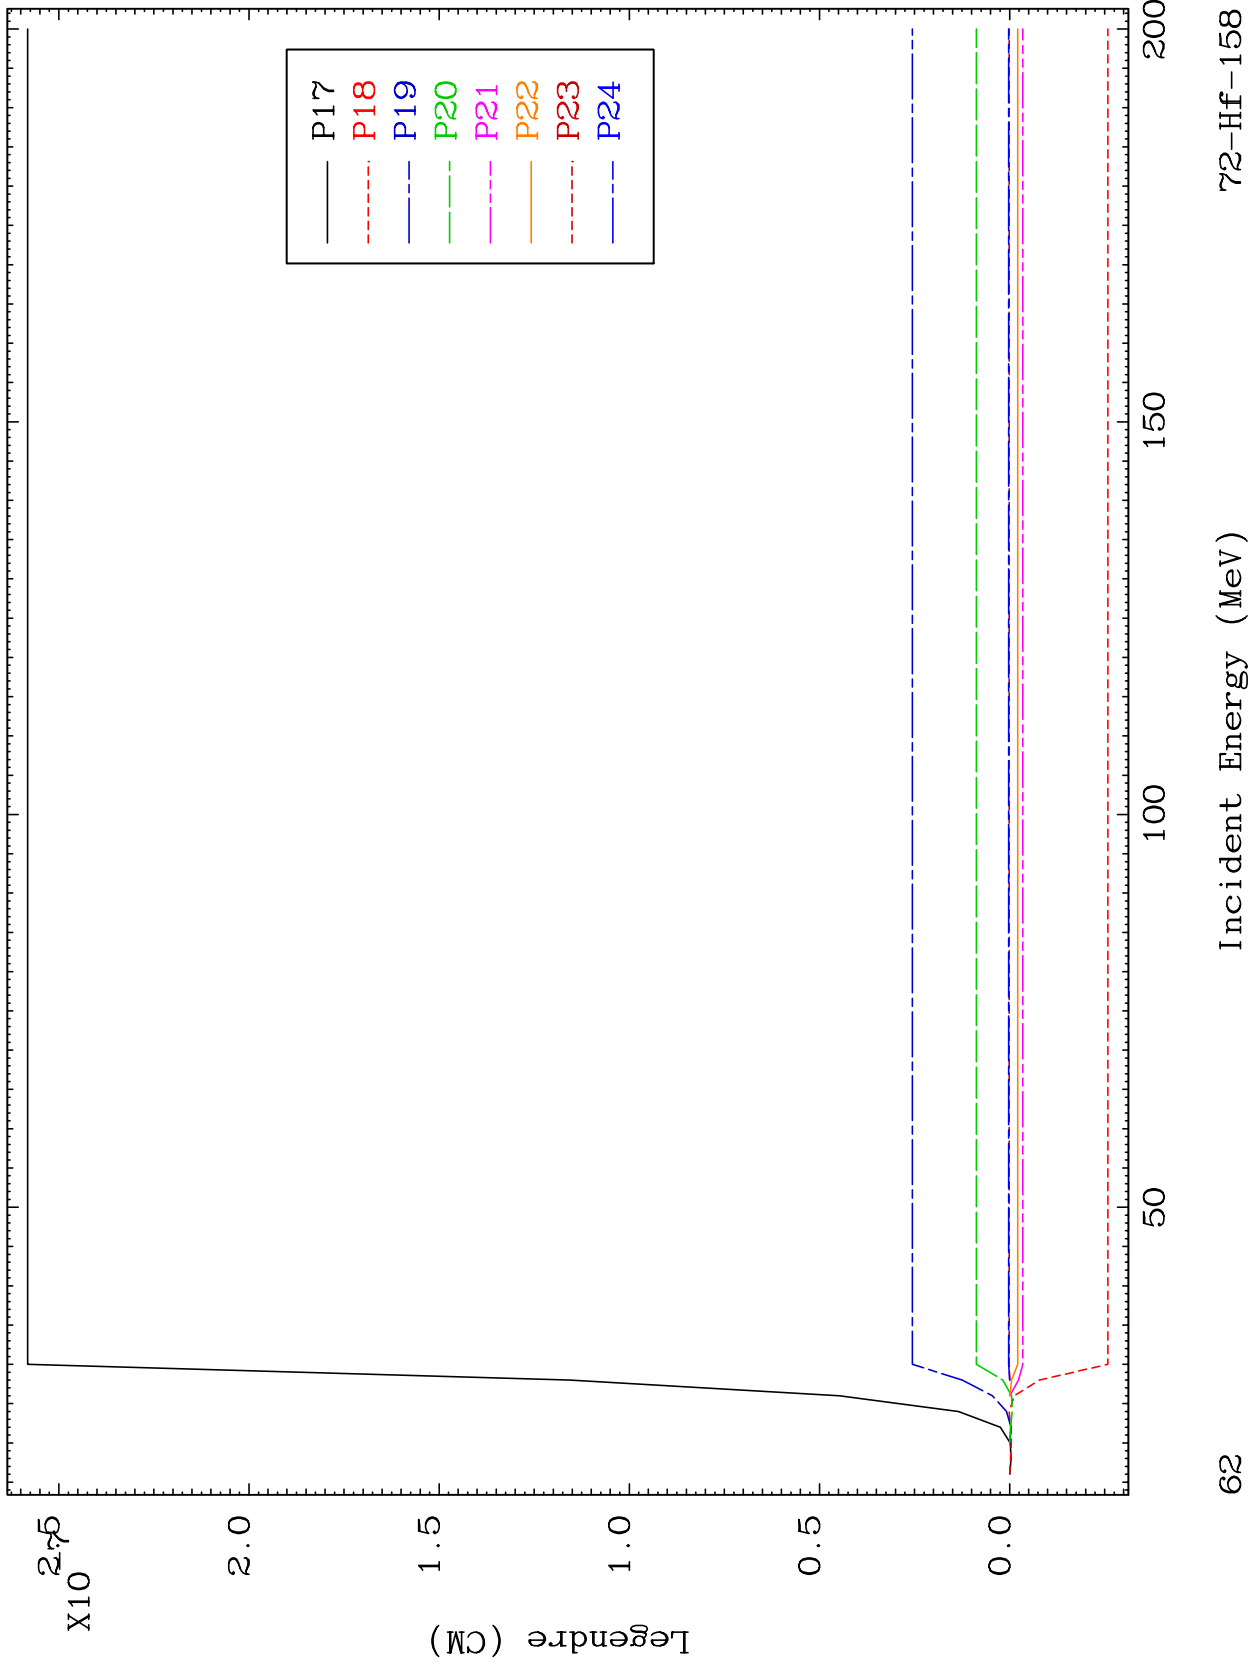 X10
-7
2.5
2.0
1.5
1.0
0.5
0.0
Legendre (CM)
P17
P18
P19
P20
P21
P22
P23
P24
50
100
150
200
62
Incident Energy (MeV)
72-Hf-158